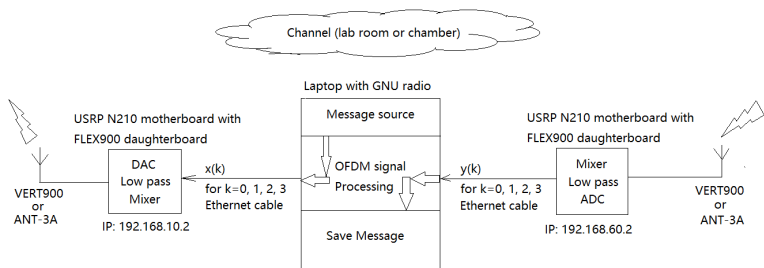 Channel (lab room or chamber)
Laptop with GNU radio
Message source
USRP N210 motherboard with
FLEX900 daughterboard
DAC
Low pass
Mixer
VERT900
or
ANT-3A
IP: 192.168.10.2
x(k)
for k=0, 1, 2, 3
Ethernet cable
OFDM signal
Processing
Save Message
y(k)
for k=0, 1, 2, 3
Ethernet cable
USRP N210 motherboard with
FLEX900 daughterboard
Mixer
Low pass
ADC
IP: 192.168.60.2
VERT900
or
ANT-3A